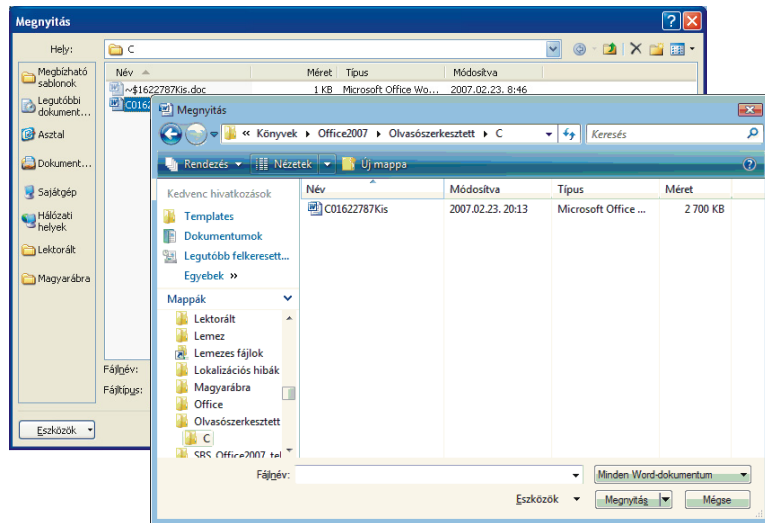 Megnyitás
Hely:
C
Megbízható
sablonok
Legutóbbi
dokument...
Asztal
Dokument...
Sajátgép
Hálózati
helyek
Lektorált
Magyarábra
Név Méret Típus Módosítva
~$1622787Kis.doc 1 KB Microsoft Office Wo... 2007.02.23. 8:46
Fájlnév:
Fájltípus:
Eszközök
Megnyitás
« Könyvek Office2007 Olvasószerkesztett C
Keresés
Rendezés Nézetek Új mappa
Kedvenc hivatkozások
Templates
Dokumentumok
Legutóbb felkeresett...
Egyebek »
Mappák
Lektorált
Lemez
Lemezes fájlok
Lokalizációs hibák
Magyarábra
Office
Olvasószerkesztett
C
SBS_Office2007_tel
Név Módosítva Típus Méret
C01622787Kis 2007.02.23. 20:13 Microsoft Office ... 2 700 KB
Fájlnév:
Minden Word-dokumentum
Eszközök Megnyitás Mégse